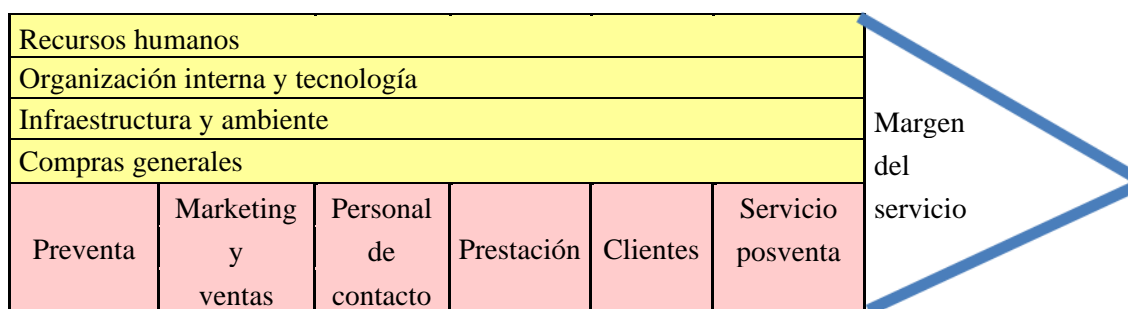 Recursos humanos
Organización interna y tecnología
Infraestructura y ambiente
Compras generales
Preventa
Marketing
y
ventas
Personal
de
contacto
Prestación
Clientes
Servicio
posventa
Margen
del
servicio